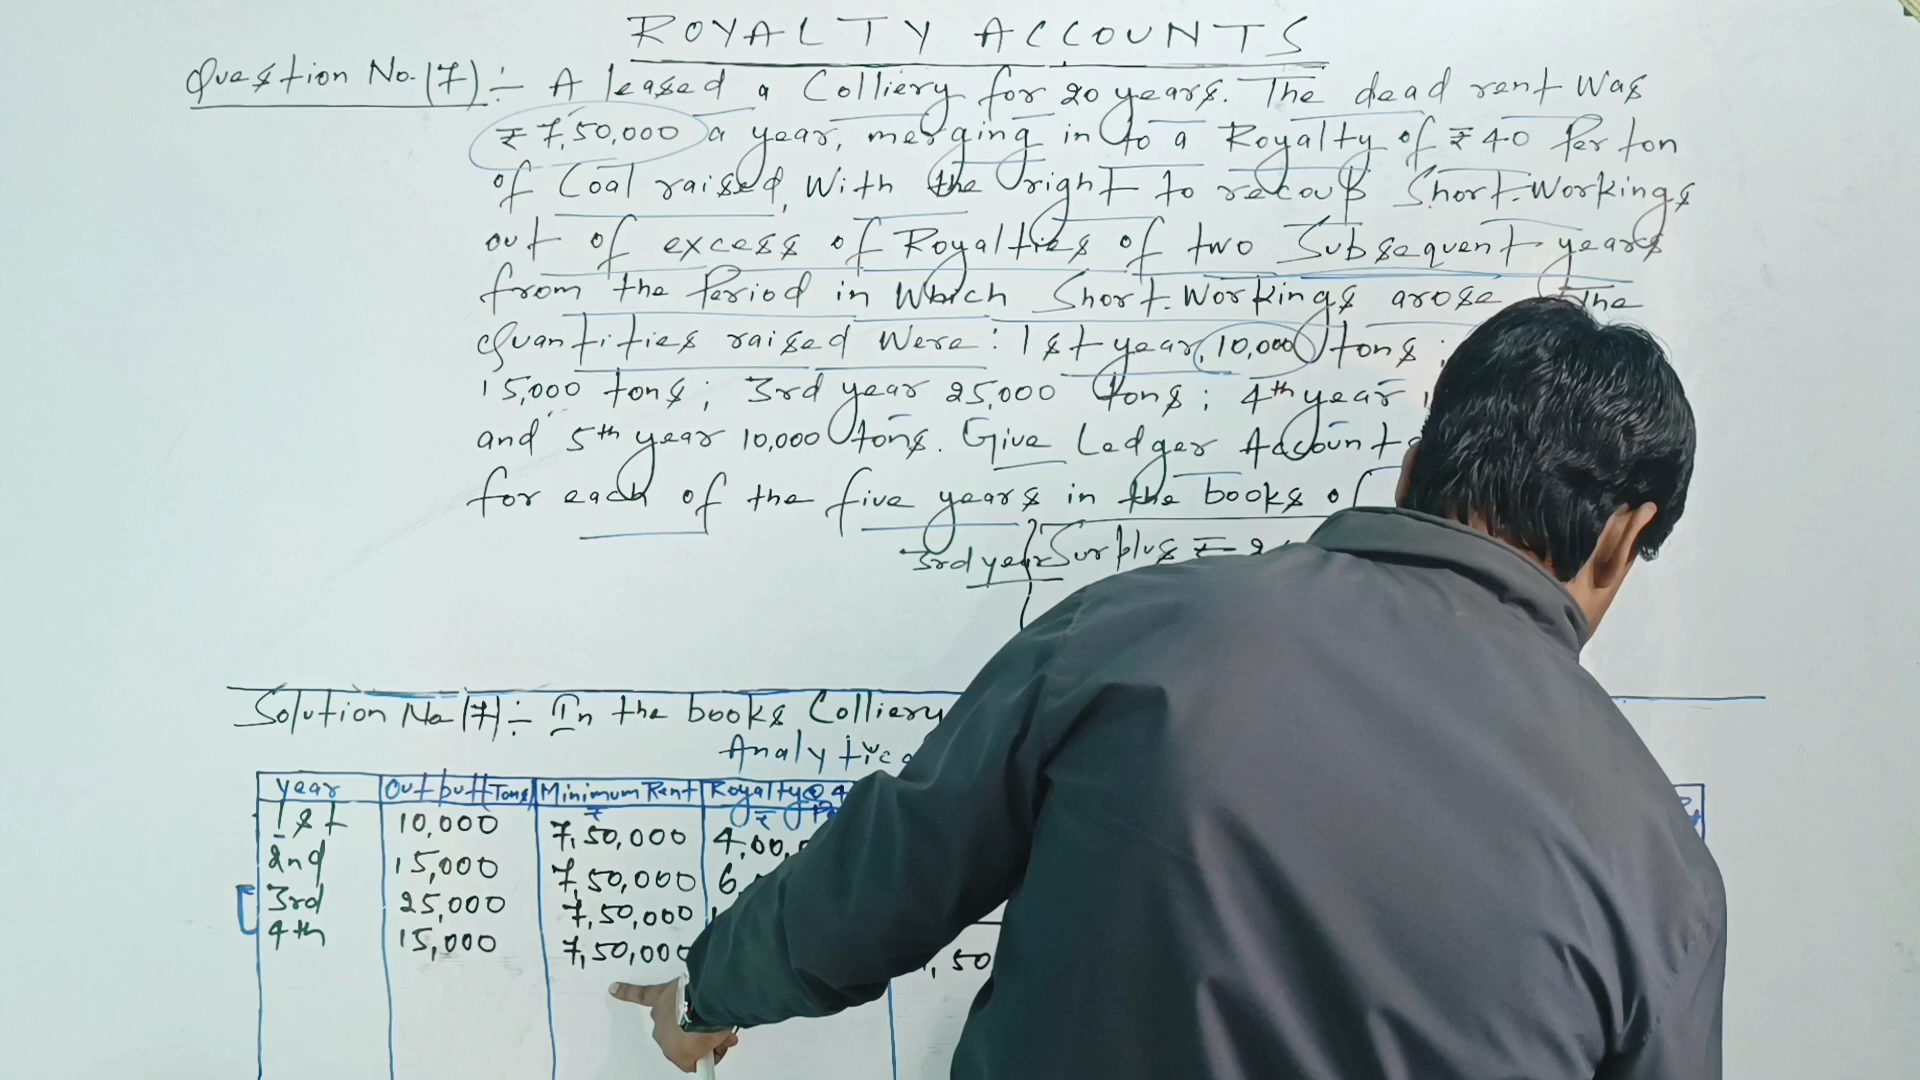 ROYALTY ACCOUNTS
Question No.(7):- A leased a Colliery for 20 years. The dead rent Was
₹ 7,50,000 a year, merging in to a Royalty of ₹ 40 Per ton
of Coal raised, With the right to recoup Short-Workings
out of excess of Royalties of two Subsequent years
from the Period in Which Short-Workings arose The
Quantities raised Were: 1st year, 10,000 tons;
15,000 tons; 3rd year 25,000 tons; 4th year
and 5th year 10,000 tons. Give Ledger Account
for each of the five years in the books of
3rd year Surplus ₹
Solution No (7):- In the books Colliery
year Output(Tons) Minimum Rent ₹ Royalty@ ₹
1st 10,000 7,50,000
2nd 15,000 7,50,000
3rd 25,000 7,50,000
4th 15,000 7,50,000